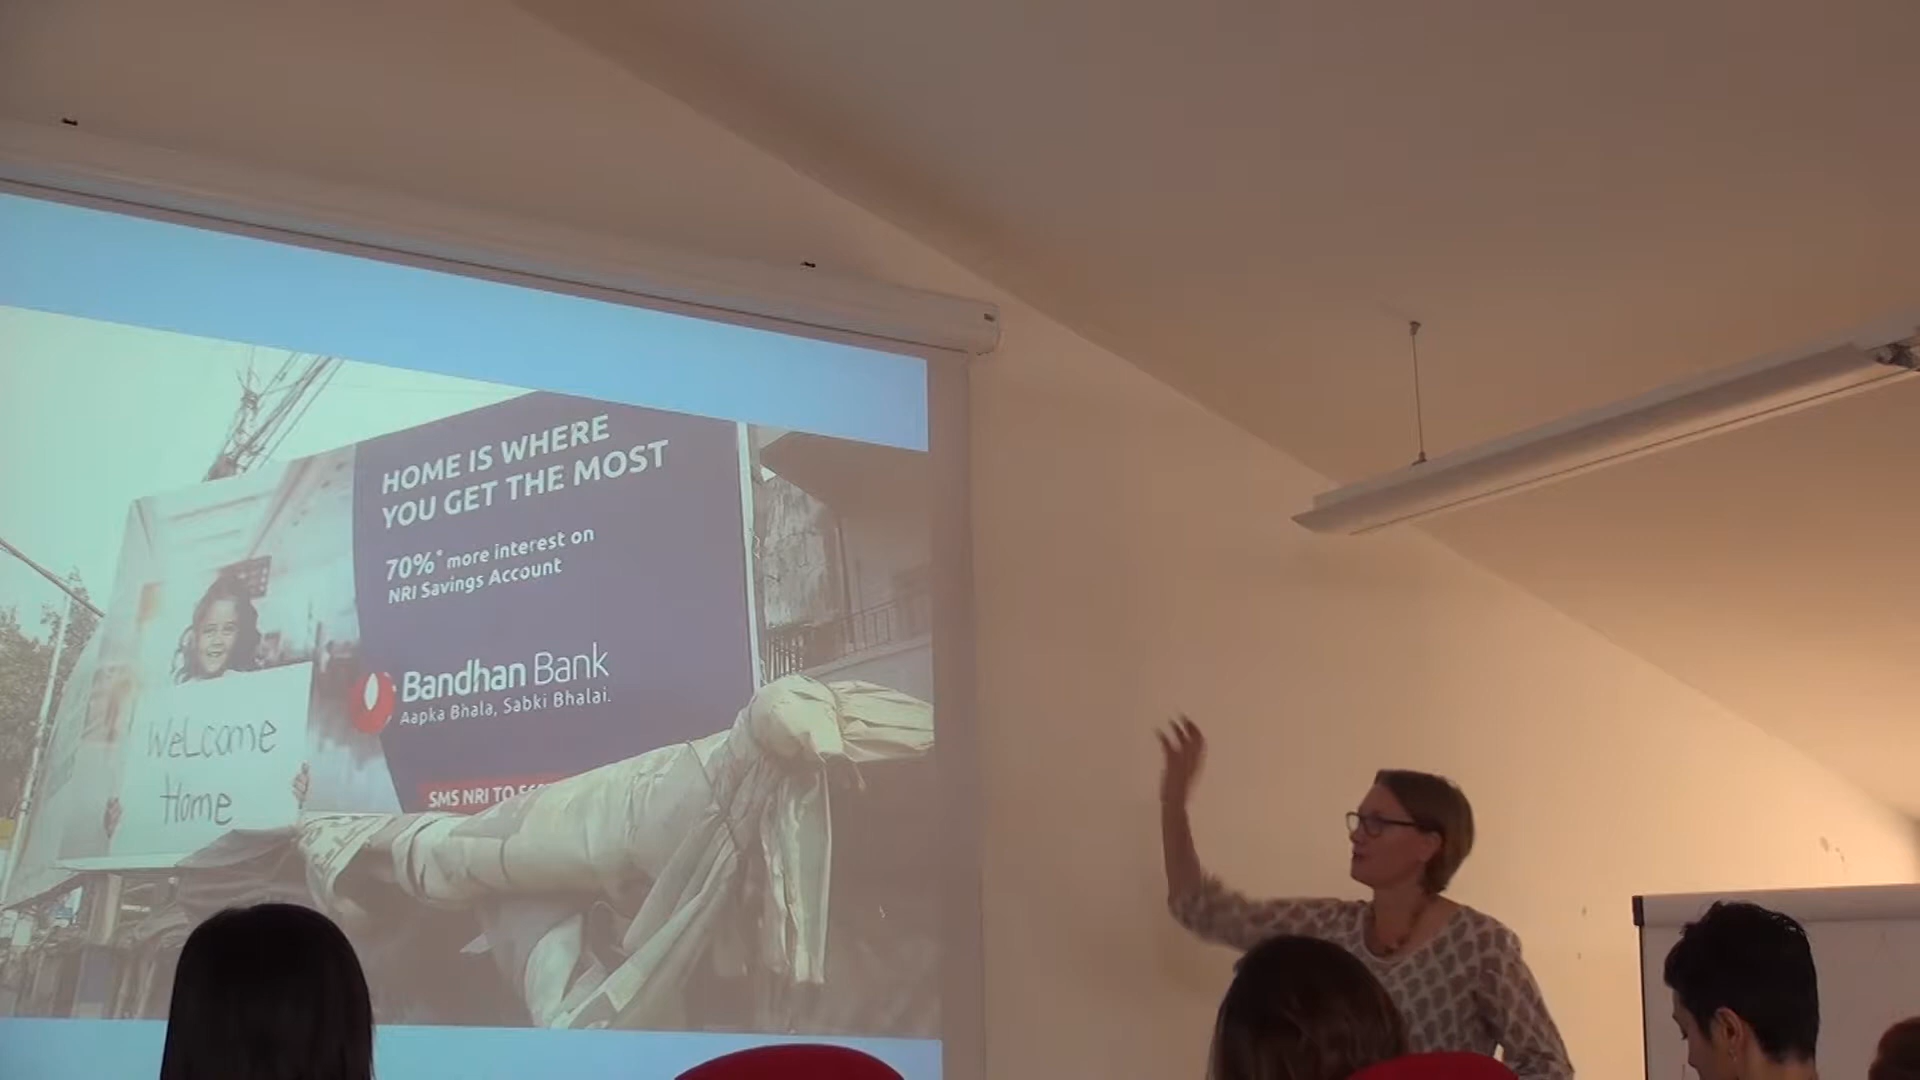 HOME IS WHERE
YOU GET THE MOST
70%* more interest on
NRI Savings Account
Bandhan Bank
Aapka Bhala, Sabki Bhalai.
SMS NRI TO
Welcome
Home